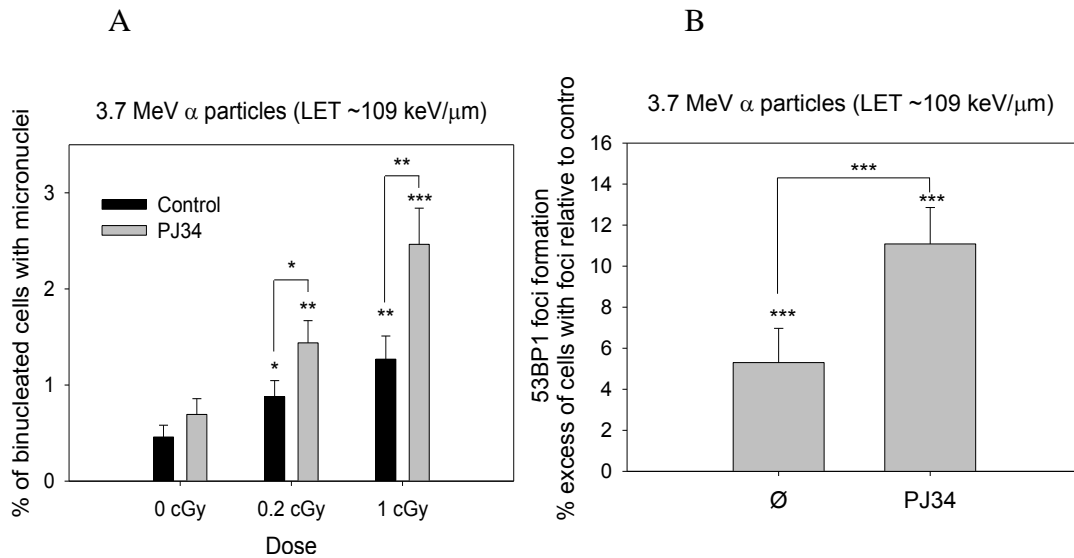 A
B
3.7 MeV α particles (LET ~109 keV/μm)
% of binucleated cells with micronuclei
3
2
1
0
Control
PJ34
*
*
**
**
**
***
0 cGy
0.2 cGy
1 cGy
Dose
3.7 MeV α particles (LET ~109 keV/μm)
53BP1 foci formation
% excess of cells with foci relative to contro
16
14
12
10
8
6
4
2
0
***
***
***
Ø
PJ34